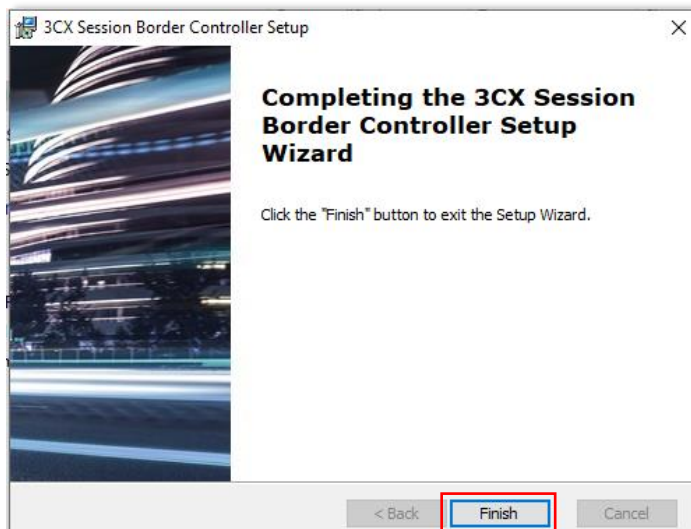 3CX Session Border Controller Setup
Completing the 3CX Session
Border Controller Setup
Wizard
Click the "Finish" button to exit the Setup Wizard.
< Back
Finish
Cancel